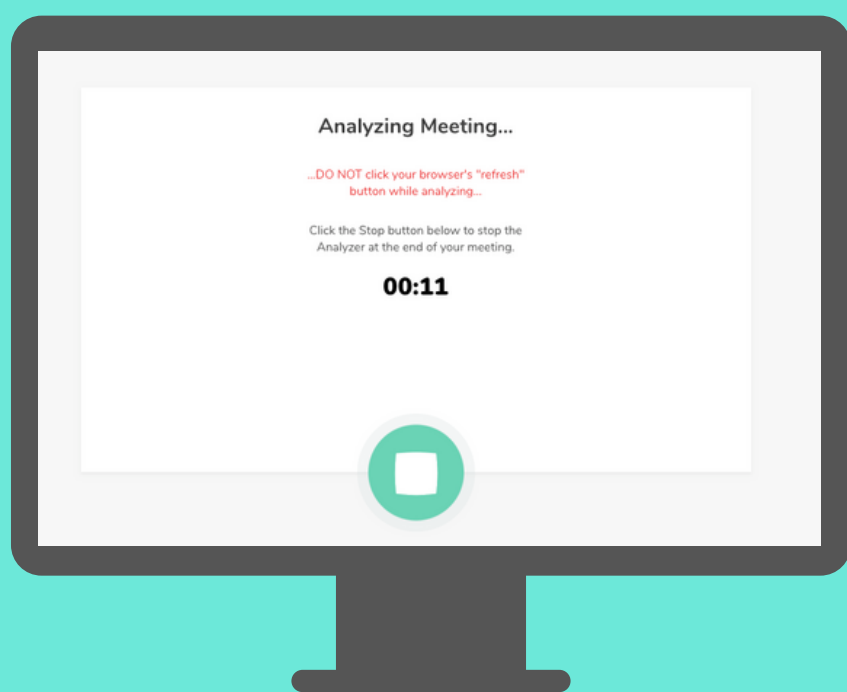 Analyzing Meeting...
...DO NOT click your browser's "refresh"
button while analyzing...
Click the Stop button below to stop the
Analyzer at the end of your meeting.
00:11